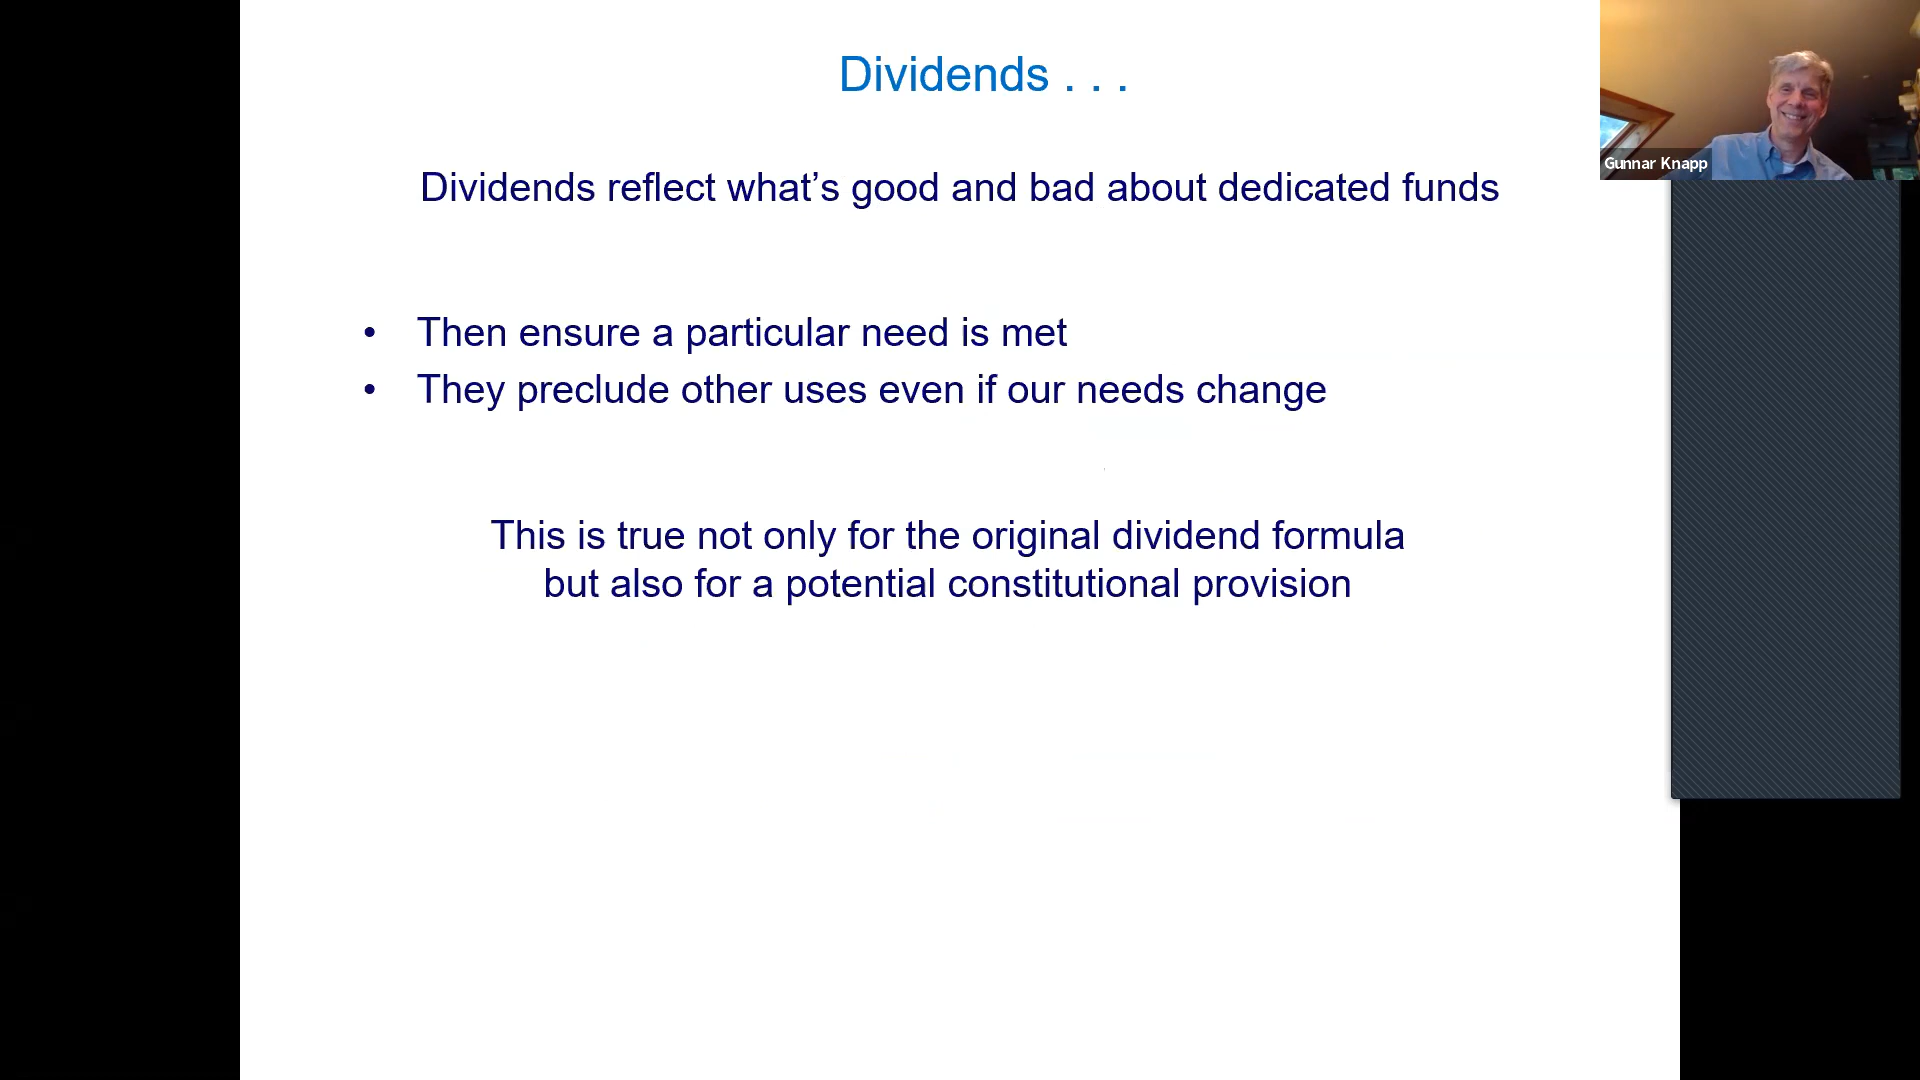 Dividends . . .
Gunnar Knapp
Dividends reflect what’s good and bad about dedicated funds
• Then ensure a particular need is met
• They preclude other uses even if our needs change
This is true not only for the original dividend formula
but also for a potential constitutional provision